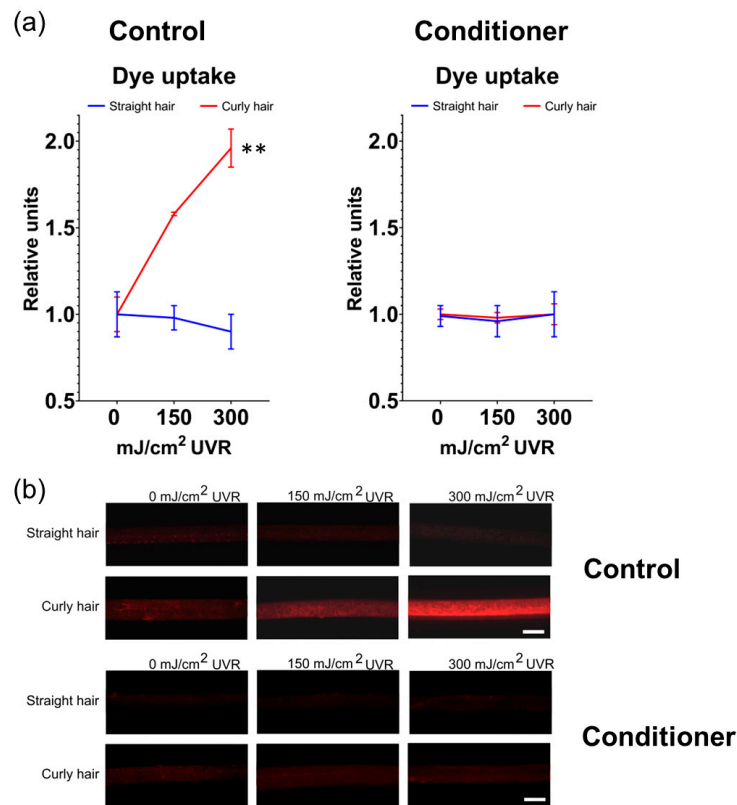 (a)
Control
Conditioner
Dye uptake
Dye uptake
Straight hair
Curly hair
Straight hair
Curly hair
Relative units
2.0
1.5
1.0
0.5
**
0
150
300
mJ/cm² UVR
Relative units
2.0
1.5
1.0
0.5
0
150
300
mJ/cm² UVR
(b)
0 mJ/cm² UVR
150 mJ/cm² UVR
300 mJ/cm² UVR
Straight hair
Curly hair
Control
0 mJ/cm² UVR
150 mJ/cm² UVR
300 mJ/cm² UVR
Straight hair
Curly hair
Conditioner